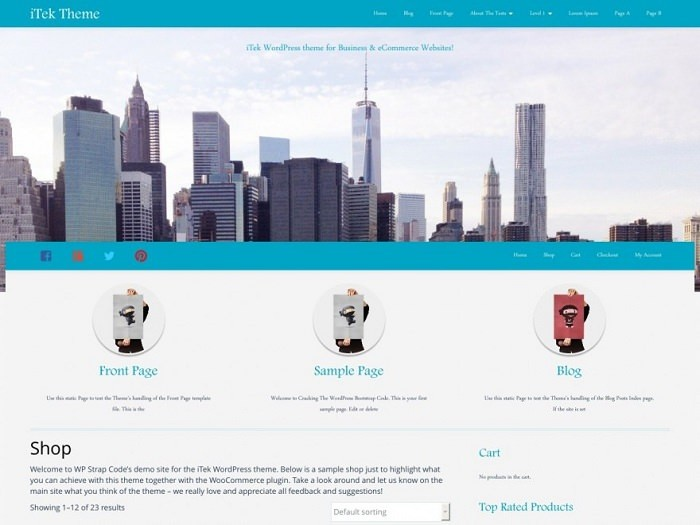 iTek Theme
Home Blog Front Page About The Tests Level 1 Lorem Ipsum Page A Page B
iTek WordPress theme for Business & eCommerce Websites!
Home Shop Cart Checkout My Account
Front Page
Use this static Page to test the Theme's handling of the Front Page template
file. This is the
Sample Page
Welcome to Cracking The WordPress Bootstrap Code. This is your first
sample page. Edit or delete
Blog
Use this static Page to test the Theme's handling of the Blog Posts Index page.
If the site is set
Shop
Welcome to WP Strap Code's demo site for the iTek WordPress theme. Below is a sample shop just to highlight what
you can achieve with this theme together with the WooCommerce plugin. Take a look around and let us know on the
main site what you think of the theme – we really love and appreciate all feedback and suggestions!
Showing 1–12 of 23 results
Default sorting
Cart
No products in the cart.
Top Rated Products